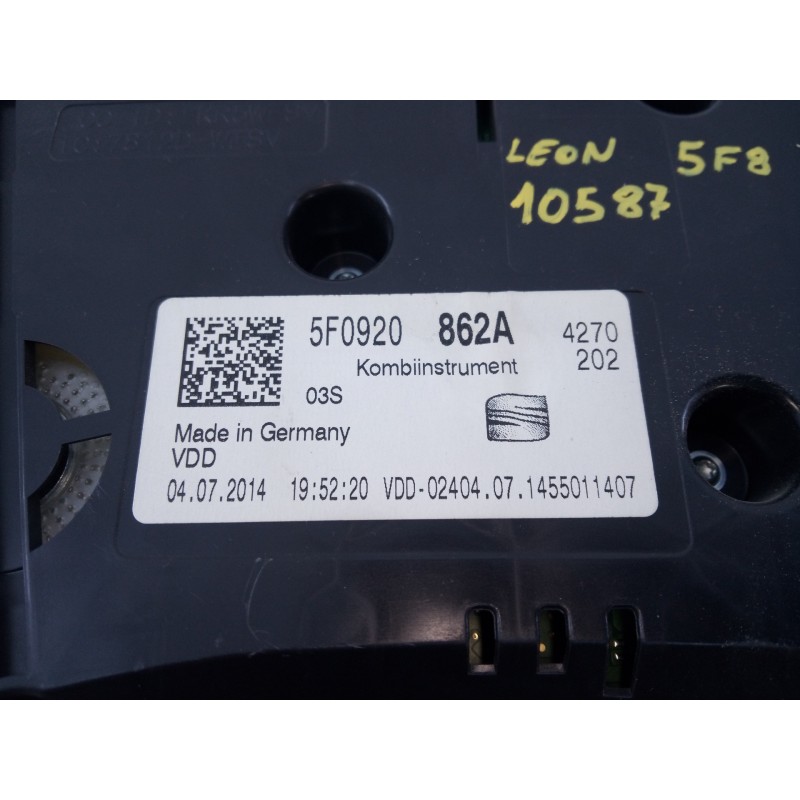 LEON 5F8
10587
5F0920 862A 4270
Kombiinstrument 202
03S
Made in Germany
VDD
04.07.2014 19:52:20 VDD-02404.07.1455011407